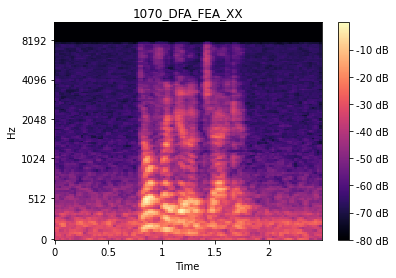 1070_DFA_FEA_XX
8192
4096
2048
1024
512
0
Hz
0
0.5
1
1.5
2
Time
-10 dB
-20 dB
-30 dB
-40 dB
-50 dB
-60 dB
-70 dB
-80 dB